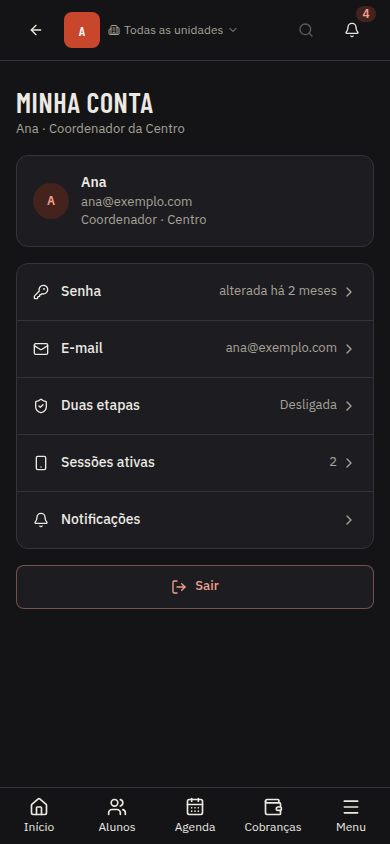 A
Todas as unidades
4
MINHA CONTA
Ana · Coordenador da Centro
A
Ana
ana@exemplo.com
Coordenador · Centro
Senha
alterada há 2 meses
E-mail
ana@exemplo.com
Duas etapas
Desligada
Sessões ativas
2
Notificações
Sair
Início
Alunos
Agenda
Cobranças
Menu